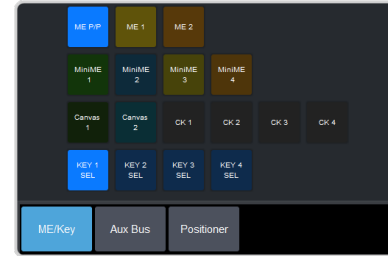 ME P/P ME 1 ME 2
MiniME MiniME MiniME MiniME
1 2 3 4
Canvas Canvas CK 1 CK 2 CK 3 CK 4
1 2
KEY 1 KEY 2 KEY 3 KEY 4
SEL SEL SEL SEL
ME/Key Aux Bus Positioner